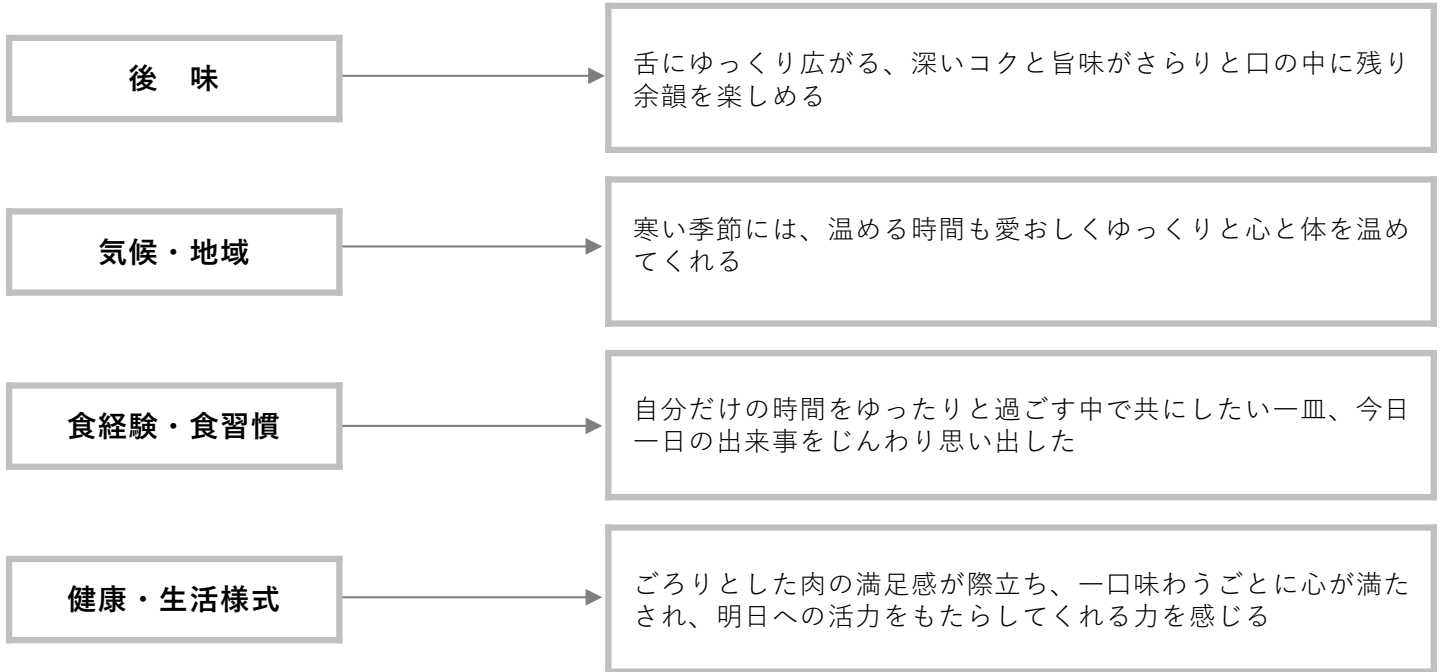 後　味
舌にゆっくり広がる、深いコクと旨味がさらりと口の中に残り
余韻を楽しめる
気候・地域
寒い季節には、温める時間も愛おしくゆっくりと心と体を温め
てくれる
食経験・食習慣
自分だけの時間をゆったりと過ごす中で共にしたい一皿、今日
一日の出来事をじんわり思い出した
健康・生活様式
ごろりとした肉の満足感が際立ち、一口味わうごとに心が満た
され、明日への活力をもたらしてくれる力を感じる